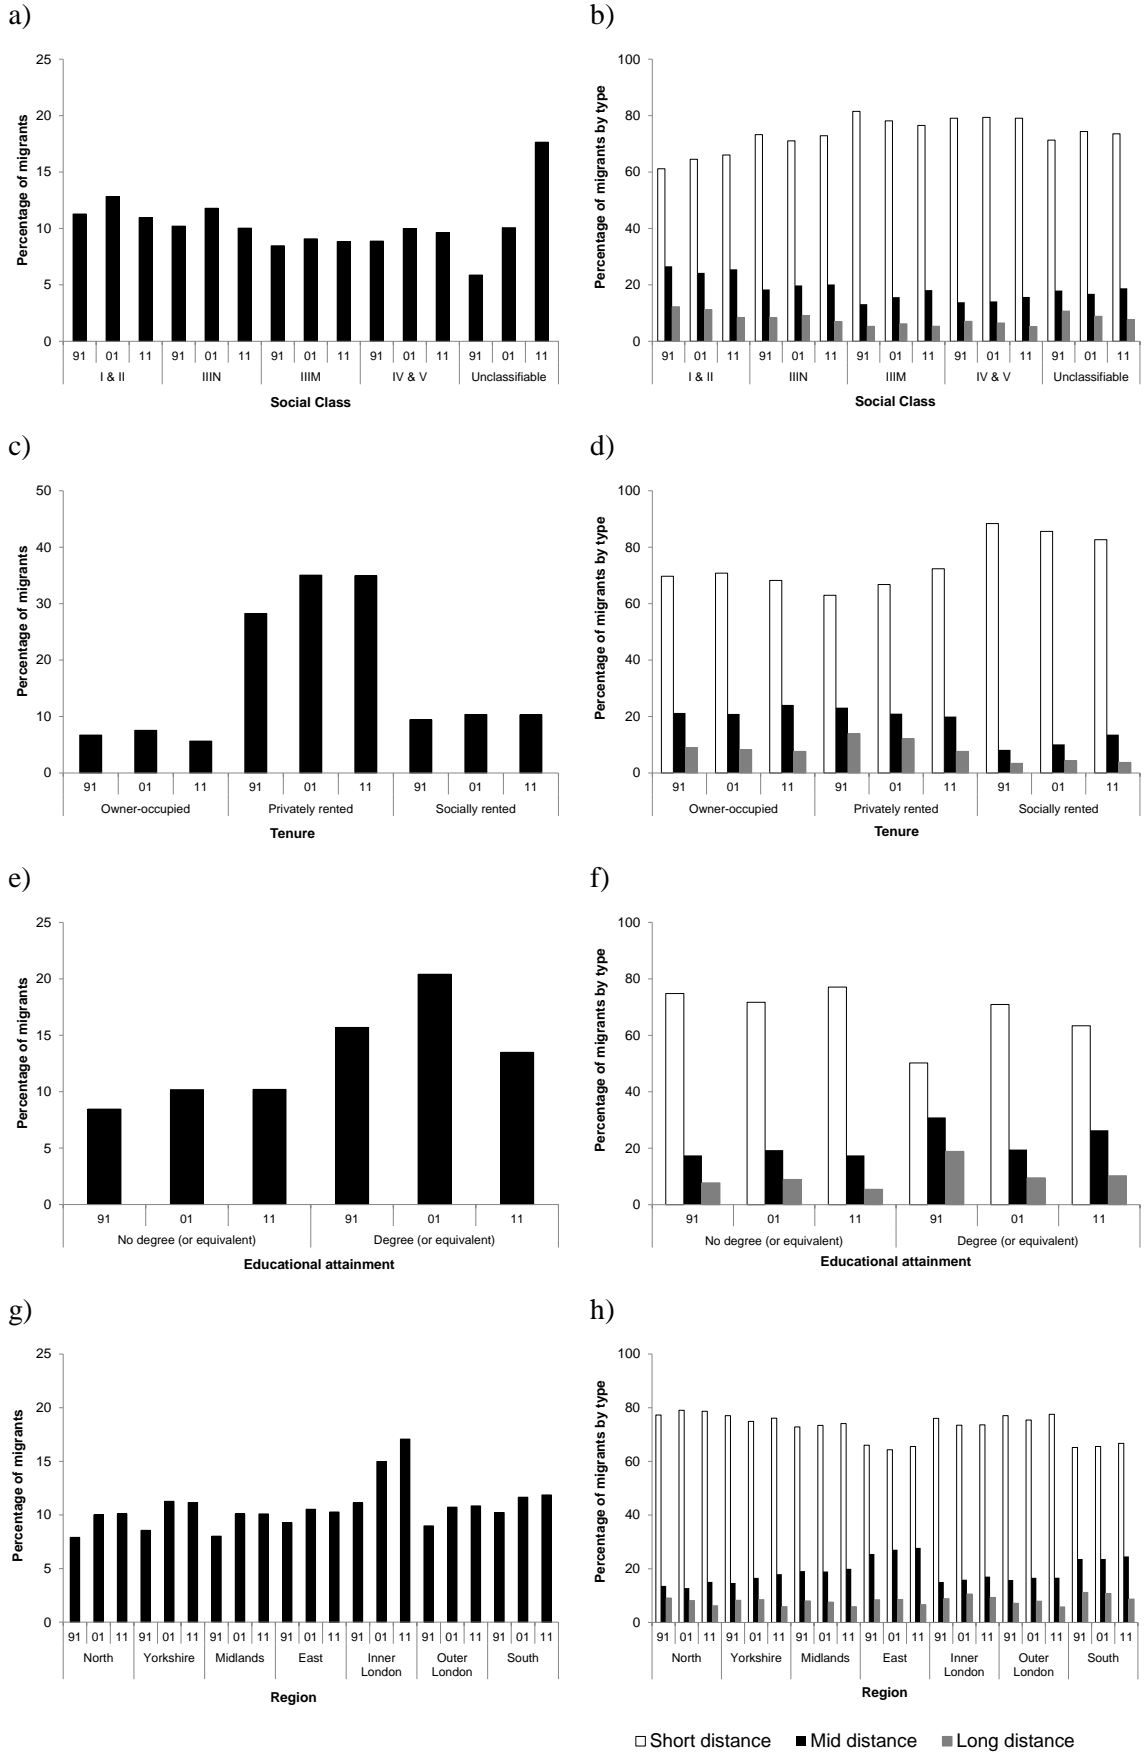 a)
25
20
15
10
5
0
Percentage of migrants
91 01 11 91 01 11 91 01 11 91 01 11 91 01 11
I & II IIIN IIIM IV & V Unclassifiable
Social Class
b)
100
80
60
40
20
0
Percentage of migrants by type
91 01 11 91 01 11 91 01 11 91 01 11 91 01 11
I & II IIIN IIIM IV & V Unclassifiable
Social Class
c)
50
40
30
20
10
0
Percentage of migrants
91 01 11 91 01 11 91 01 11
Owner-occupied Privately rented Socially rented
Tenure
d)
100
80
60
40
20
0
Percentage of migrants by type
91 01 11 91 01 11 91 01 11
Owner-occupied Privately rented Socially rented
Tenure
e)
25
20
15
10
5
0
Percentage of migrants
91 01 11 91 01 11
No degree (or equivalent) Degree (or equivalent)
Educational attainment
f)
100
80
60
40
20
0
Percentage of migrants by type
91 01 11 91 01 11
No degree (or equivalent) Degree (or equivalent)
Educational attainment
g)
25
20
15
10
5
0
Percentage of migrants
91 01 11 91 01 11 91 01 11 91 01 11 91 01 11 91 01 11 91 01 11
North Yorkshire Midlands East Inner Outer South
London London
Region
h)
100
80
60
40
20
0
Percentage of migrants by type
91 01 11 91 01 11 91 01 11 91 01 11 91 01 11 91 01 11 91 01 11
North Yorkshire Midlands East Inner Outer South
London London
Region
Short distance Mid distance Long distance